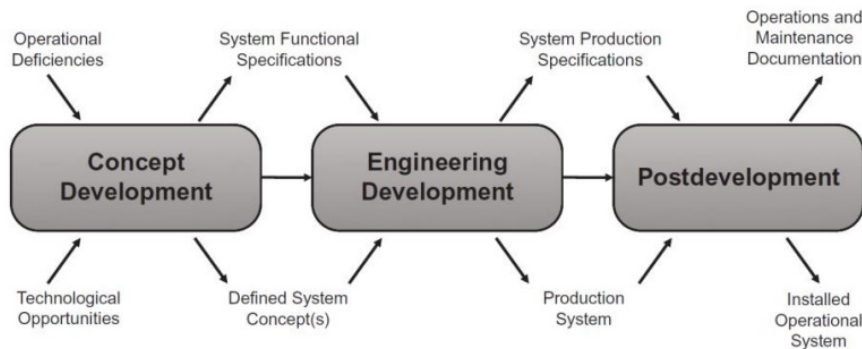 Operational
Deficiencies
System Functional
Specifications
System Production
Specifications
Operations and
Maintenance
Documentation
Concept
Development
Engineering
Development
Postdevelopment
Technological
Opportunities
Defined System
Concept(s)
Production
System
Installed
Operational
System